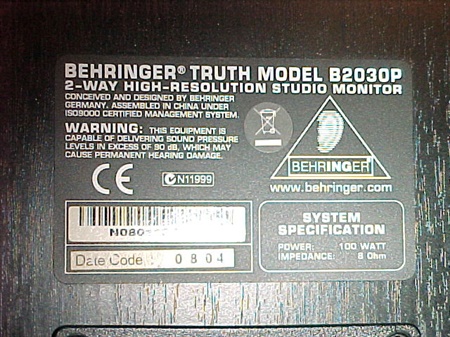 BEHRINGER® TRUTH MODEL B2030P
2-WAY HIGH-RESOLUTION STUDIO MONITOR
CONCEIVED AND DESIGNED BY BEHRINGER
GERMANY. ASSEMBLED IN CHINA UNDER
ISO9000 CERTIFIED MANAGEMENT SYSTEM.
WARNING: THIS EQUIPMENT IS
CAPABLE OF DELIVERING SOUND PRESSURE
LEVELS IN EXCESS OF 90 dB, WHICH MAY
CAUSE PERMANENT HEARING DAMAGE.
CE
N11999
BEHRINGER
www.behringer.com
Date Code 0804
SYSTEM
SPECIFICATION
POWER: 100 WATT
IMPEDANCE: 8 Ohm